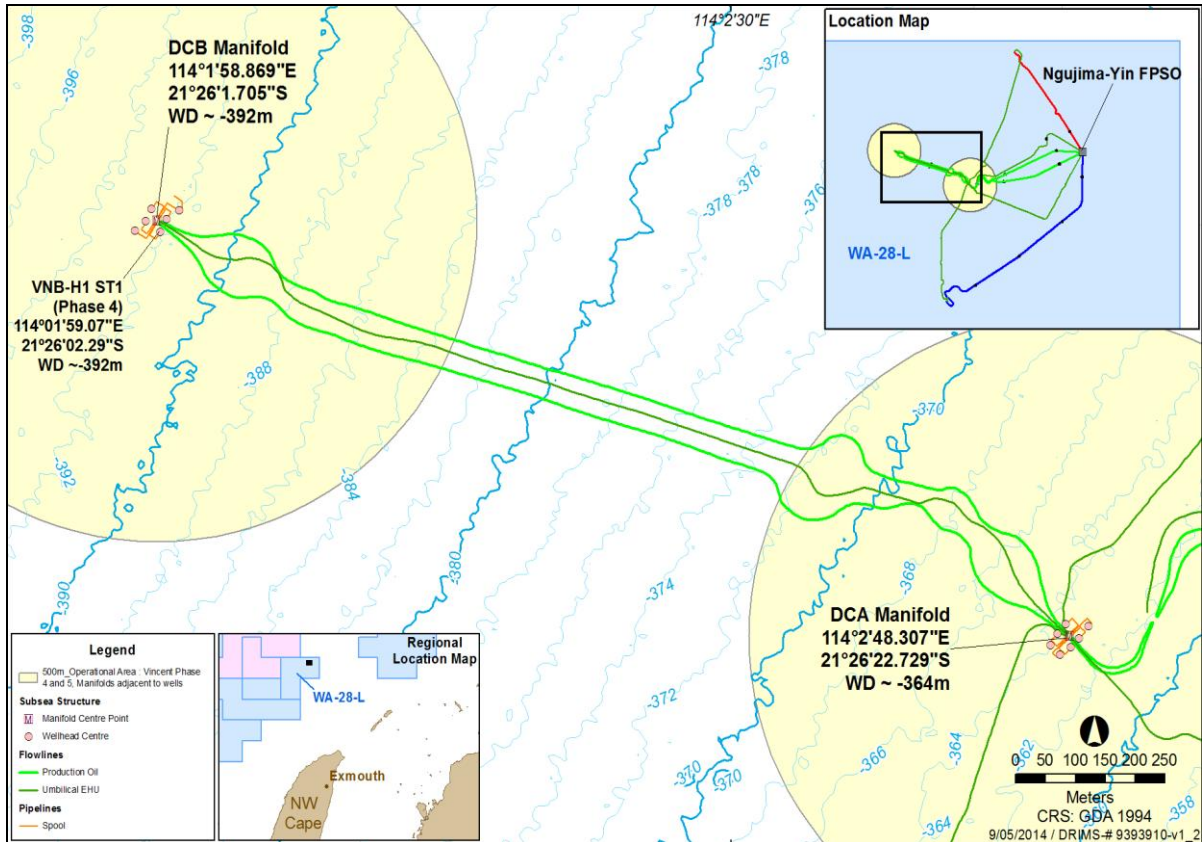 114°2'30"E
-398
-396
DCB Manifold
114°1'58.869"E
21°26'1.705"S
WD ~ -392m
-378
-378
-378
-376
Location Map
Ngujima-Yin FPSO
WA-28-L
VNB-H1 ST1
(Phase 4)
114°01'59.07"E
21°26'02.29"S
WD ~-392m
-388
-392
-384
-390
-380
-374
-372
-370
-370
-370
-368
DCA Manifold
114°2'48.307"E
21°26'22.729"S
WD ~ -364m
-366
-364
-364
-362
-360
-358
Legend
500m_Operational Area : Vincent Phase
4 and 5, Manifolds adjacent to wells
Subsea Structure
M Manifold Centre Point
Wellhead Centre
Flowlines
Production Oil
Umbilical EHU
Pipelines
Spool
Regional
Location Map
WA-28-L
Exmouth
NW
Cape
0 50 100 150 200 250
Meters
CRS: GDA 1994
9/05/2014 / DRIMS-# 9393910-v1_2